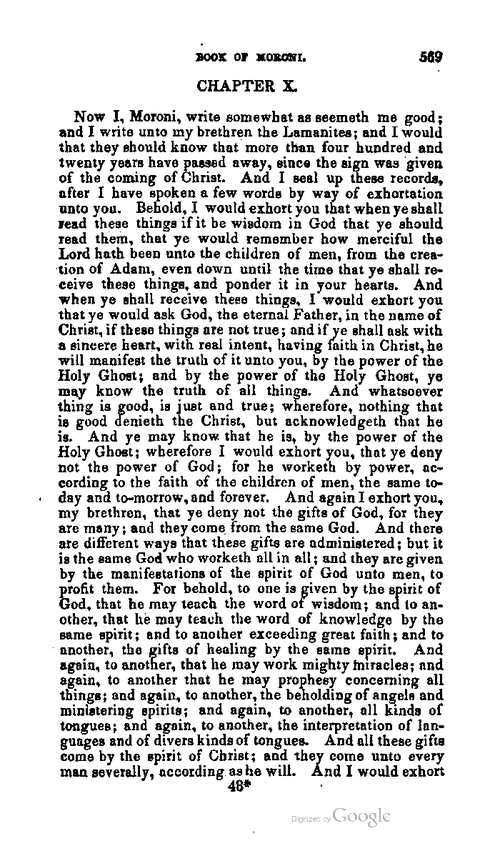 BOOK OF MORONI. 569
CHAPTER X.
Now I, Moroni, write somewhat as seemeth me good;
and I write unto my brethren the Lamanites; and I would
that they should know that more than four hundred and
twenty years have passed away, since the sign was given
of the coming of Christ. And I seal up these records,
after I have spoken a few words by way of exhortation
unto you. Behold, I would exhort you that when ye shall
read these things if it be wisdom in God that ye should
read them, that ye would remember how merciful the
Lord hath been unto the children of men, from the crea-
tion of Adam, even down until the time that ye shall re-
ceive these things, and ponder it in your hearts. And
when ye shall receive these things, I would exhort you
that ye would ask God, the eternal Father, in the name of
Christ, if these things are not true; and if ye shall ask with
a sincere heart, with real intent, having faith in Christ, he
will manifest the truth of it unto you, by the power of the
Holy Ghost; and by the power of the Holy Ghost, ye
may know the truth of all things. And whatsoever
thing is good, is just and true; wherefore, nothing that
is good denieth the Christ, but acknowledgeth that he
is. And ye may know that he is, by the power of the
Holy Ghost; wherefore I would exhort you, that ye deny
not the power of God; for he worketh by power, ac-
cording to the faith of the children of men, the same to-
day and to-morrow, and forever. And again I exhort you,
my brethren, that ye deny not the gifts of God, for they
are many; and they come from the same God. And there
are different ways that these gifts are administered; but it
is the same God who worketh all in all; and they are given
by the manifestations of the spirit of God unto men, to
profit them. For behold, to one is given by the spirit of
God, that he may teach the word of wisdom; and to an-
other, that he may teach the word of knowledge by the
same spirit; and to another exceeding great faith; and to
another, the gifts of healing by the same spirit. And
again, to another, that he may work mighty miracles; and
again, to another that he may prophesy concerning all
things; and again, to another, the beholding of angels and
ministering spirits; and again, to another, all kinds of
tongues; and again, to another, the interpretation of lan-
guages and of divers kinds of tongues. And all these gifts
come by the spirit of Christ; and they come unto every
man severally, according as he will. And I would exhort
48*
Digitized by Google